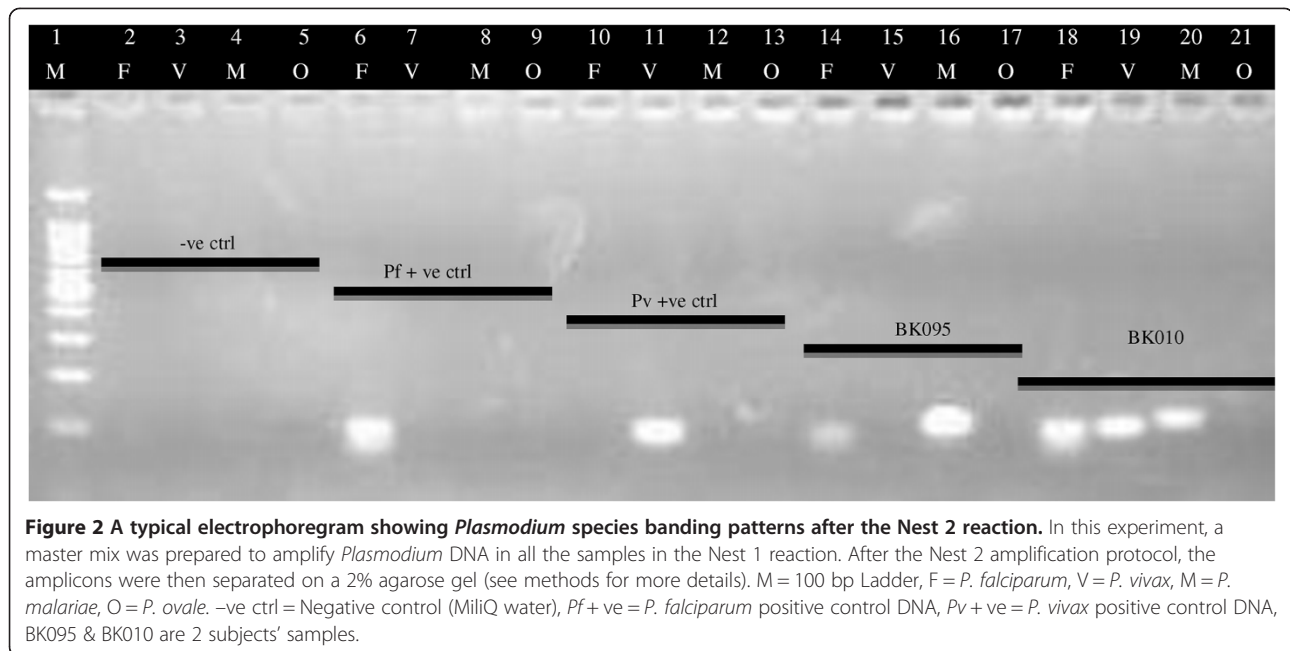 1 2 3 4 5 6 7 8 9 10 11 12 13 14 15 16 17 18 19 20 21
M F V M O F V M O F V M O F V M O F V M O
-ve ctrl
Pf + ve ctrl
Pv +ve ctrl
BK095
BK010
Figure 2 A typical electrophoregram showing Plasmodium species banding patterns after the Nest 2 reaction. In this experiment, a
master mix was prepared to amplify Plasmodium DNA in all the samples in the Nest 1 reaction. After the Nest 2 amplification protocol, the
amplicons were then separated on a 2% agarose gel (see methods for more details). M = 100 bp Ladder, F = P. falciparum, V = P. vivax, M = P.
malariae, O = P. ovale. –ve ctrl = Negative control (MiliQ water), Pf + ve = P. falciparum positive control DNA, Pv + ve = P. vivax positive control DNA,
BK095 & BK010 are 2 subjects’ samples.